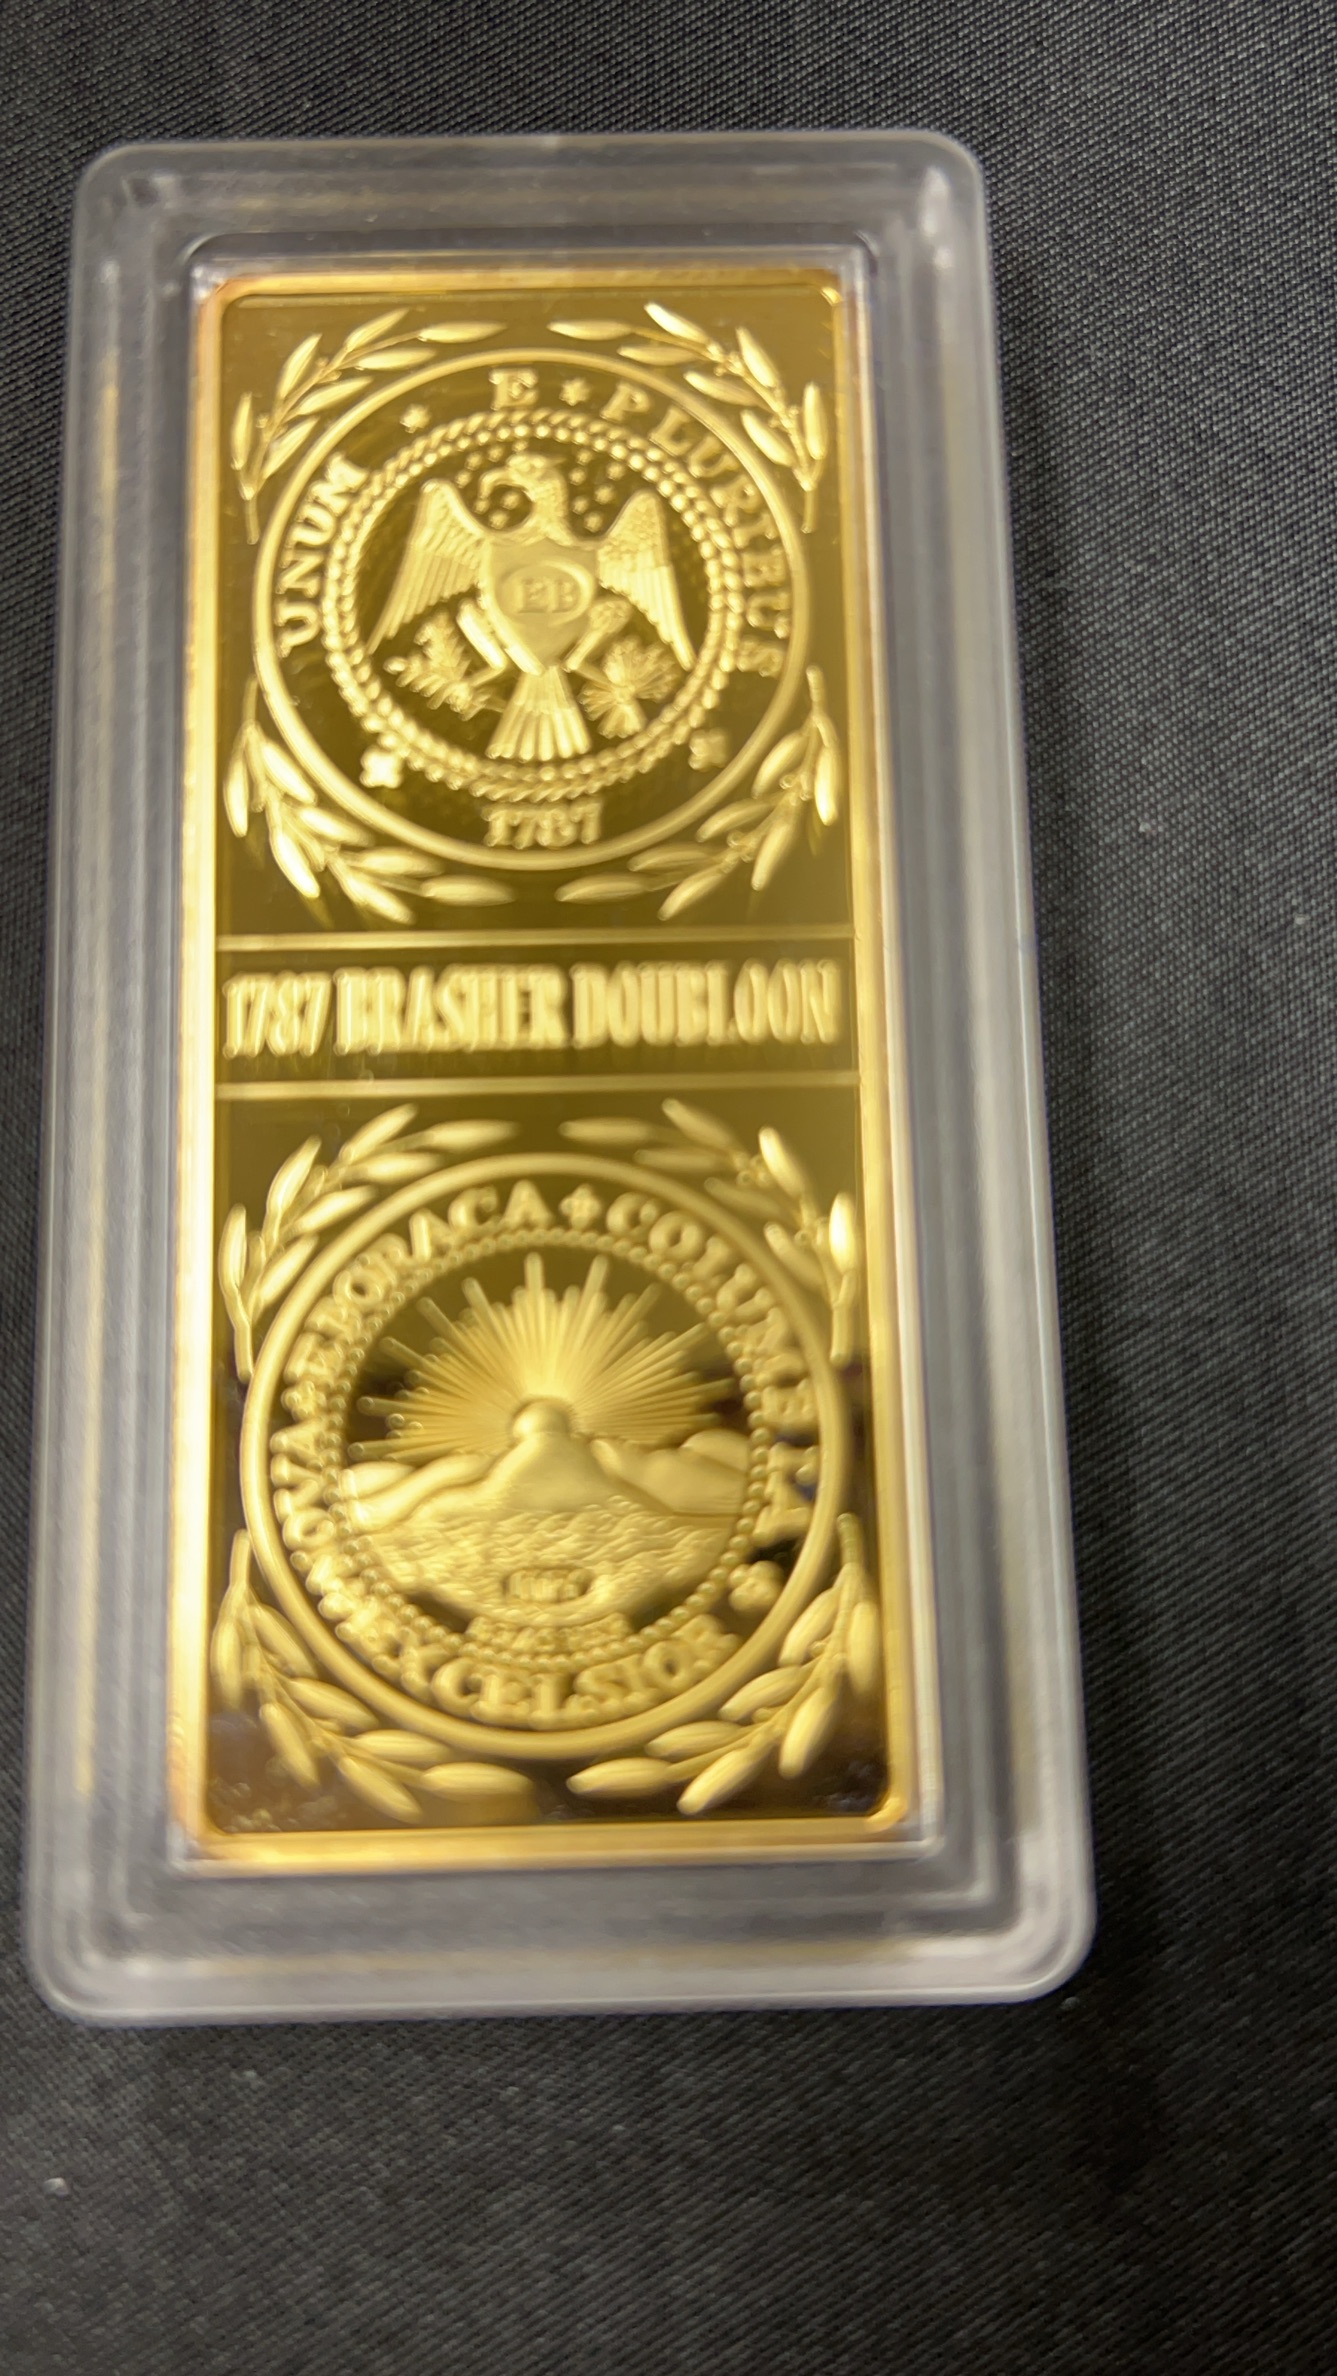 UNUM * E * PLURIBUS
EB
1787
1787 BRASHER DOUBLOON
NOVA * EBORACA * COLUMBIA * EXCELSIOR